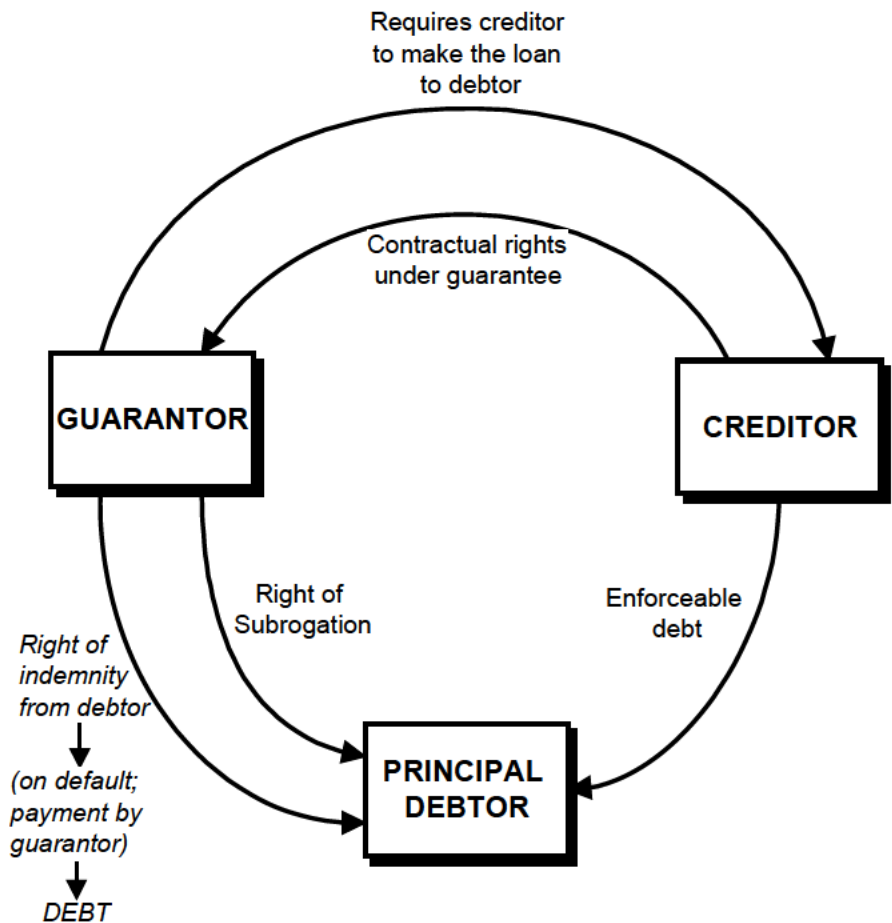 Requires creditor
to make the loan
to debtor
Contractual rights
under guarantee
GUARANTOR
CREDITOR
Right of
Subrogation
Enforceable
debt
Right of
indemnity
from debtor
(on default;
payment by
guarantor)
DEBT
PRINCIPAL
DEBTOR